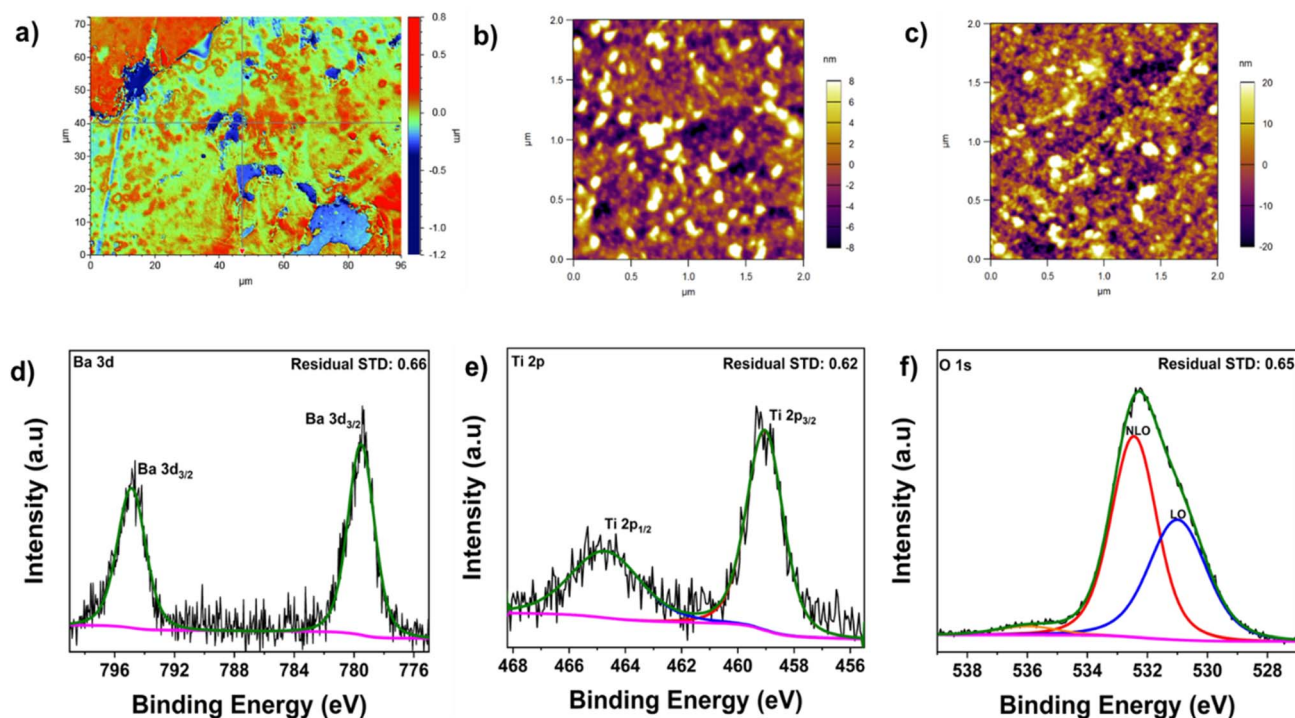 a)
72
70
60
50
40
30
20
10
0
µm
0
20
40
60
80
96
µm
0.8
0.5
0.0
-0.5
-1.0
-1.2
µm
b)
2.0
1.5
1.0
0.5
0.0
µm
0.0
0.5
1.0
1.5
2.0
µm
nm
8
6
4
2
0
-2
-4
-6
-8
c)
2.0
1.5
1.0
0.5
0.0
µm
0.0
0.5
1.0
1.5
2.0
µm
nm
20
10
0
-10
-20
d)
Ba 3d
Residual STD: 0.66
Ba 3d3/2
Ba 3d3/2
Intensity (a.u)
796 792 788 784 780 776
Binding Energy (eV)
e)
Ti 2p
Residual STD: 0.62
Ti 2p3/2
Ti 2p1/2
Intensity (a.u)
468 466 464 462 460 458 456
Binding Energy (eV)
f)
O 1s
Residual STD: 0.65
NLO
LO
Intensity (a.u)
538 536 534 532 530 528
Binding Energy (eV)